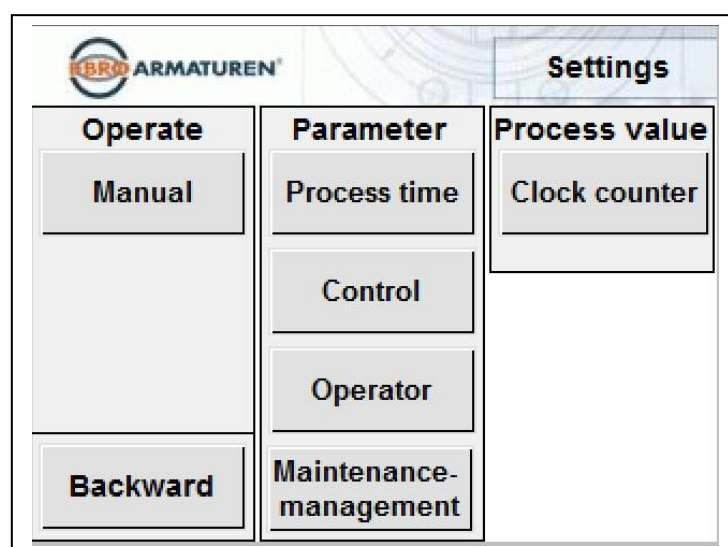 EBRO ARMATUREN®
Settings
Operate
Manual
Backward
Parameter
Process time
Control
Operator
Maintenance-
management
Process value
Clock counter